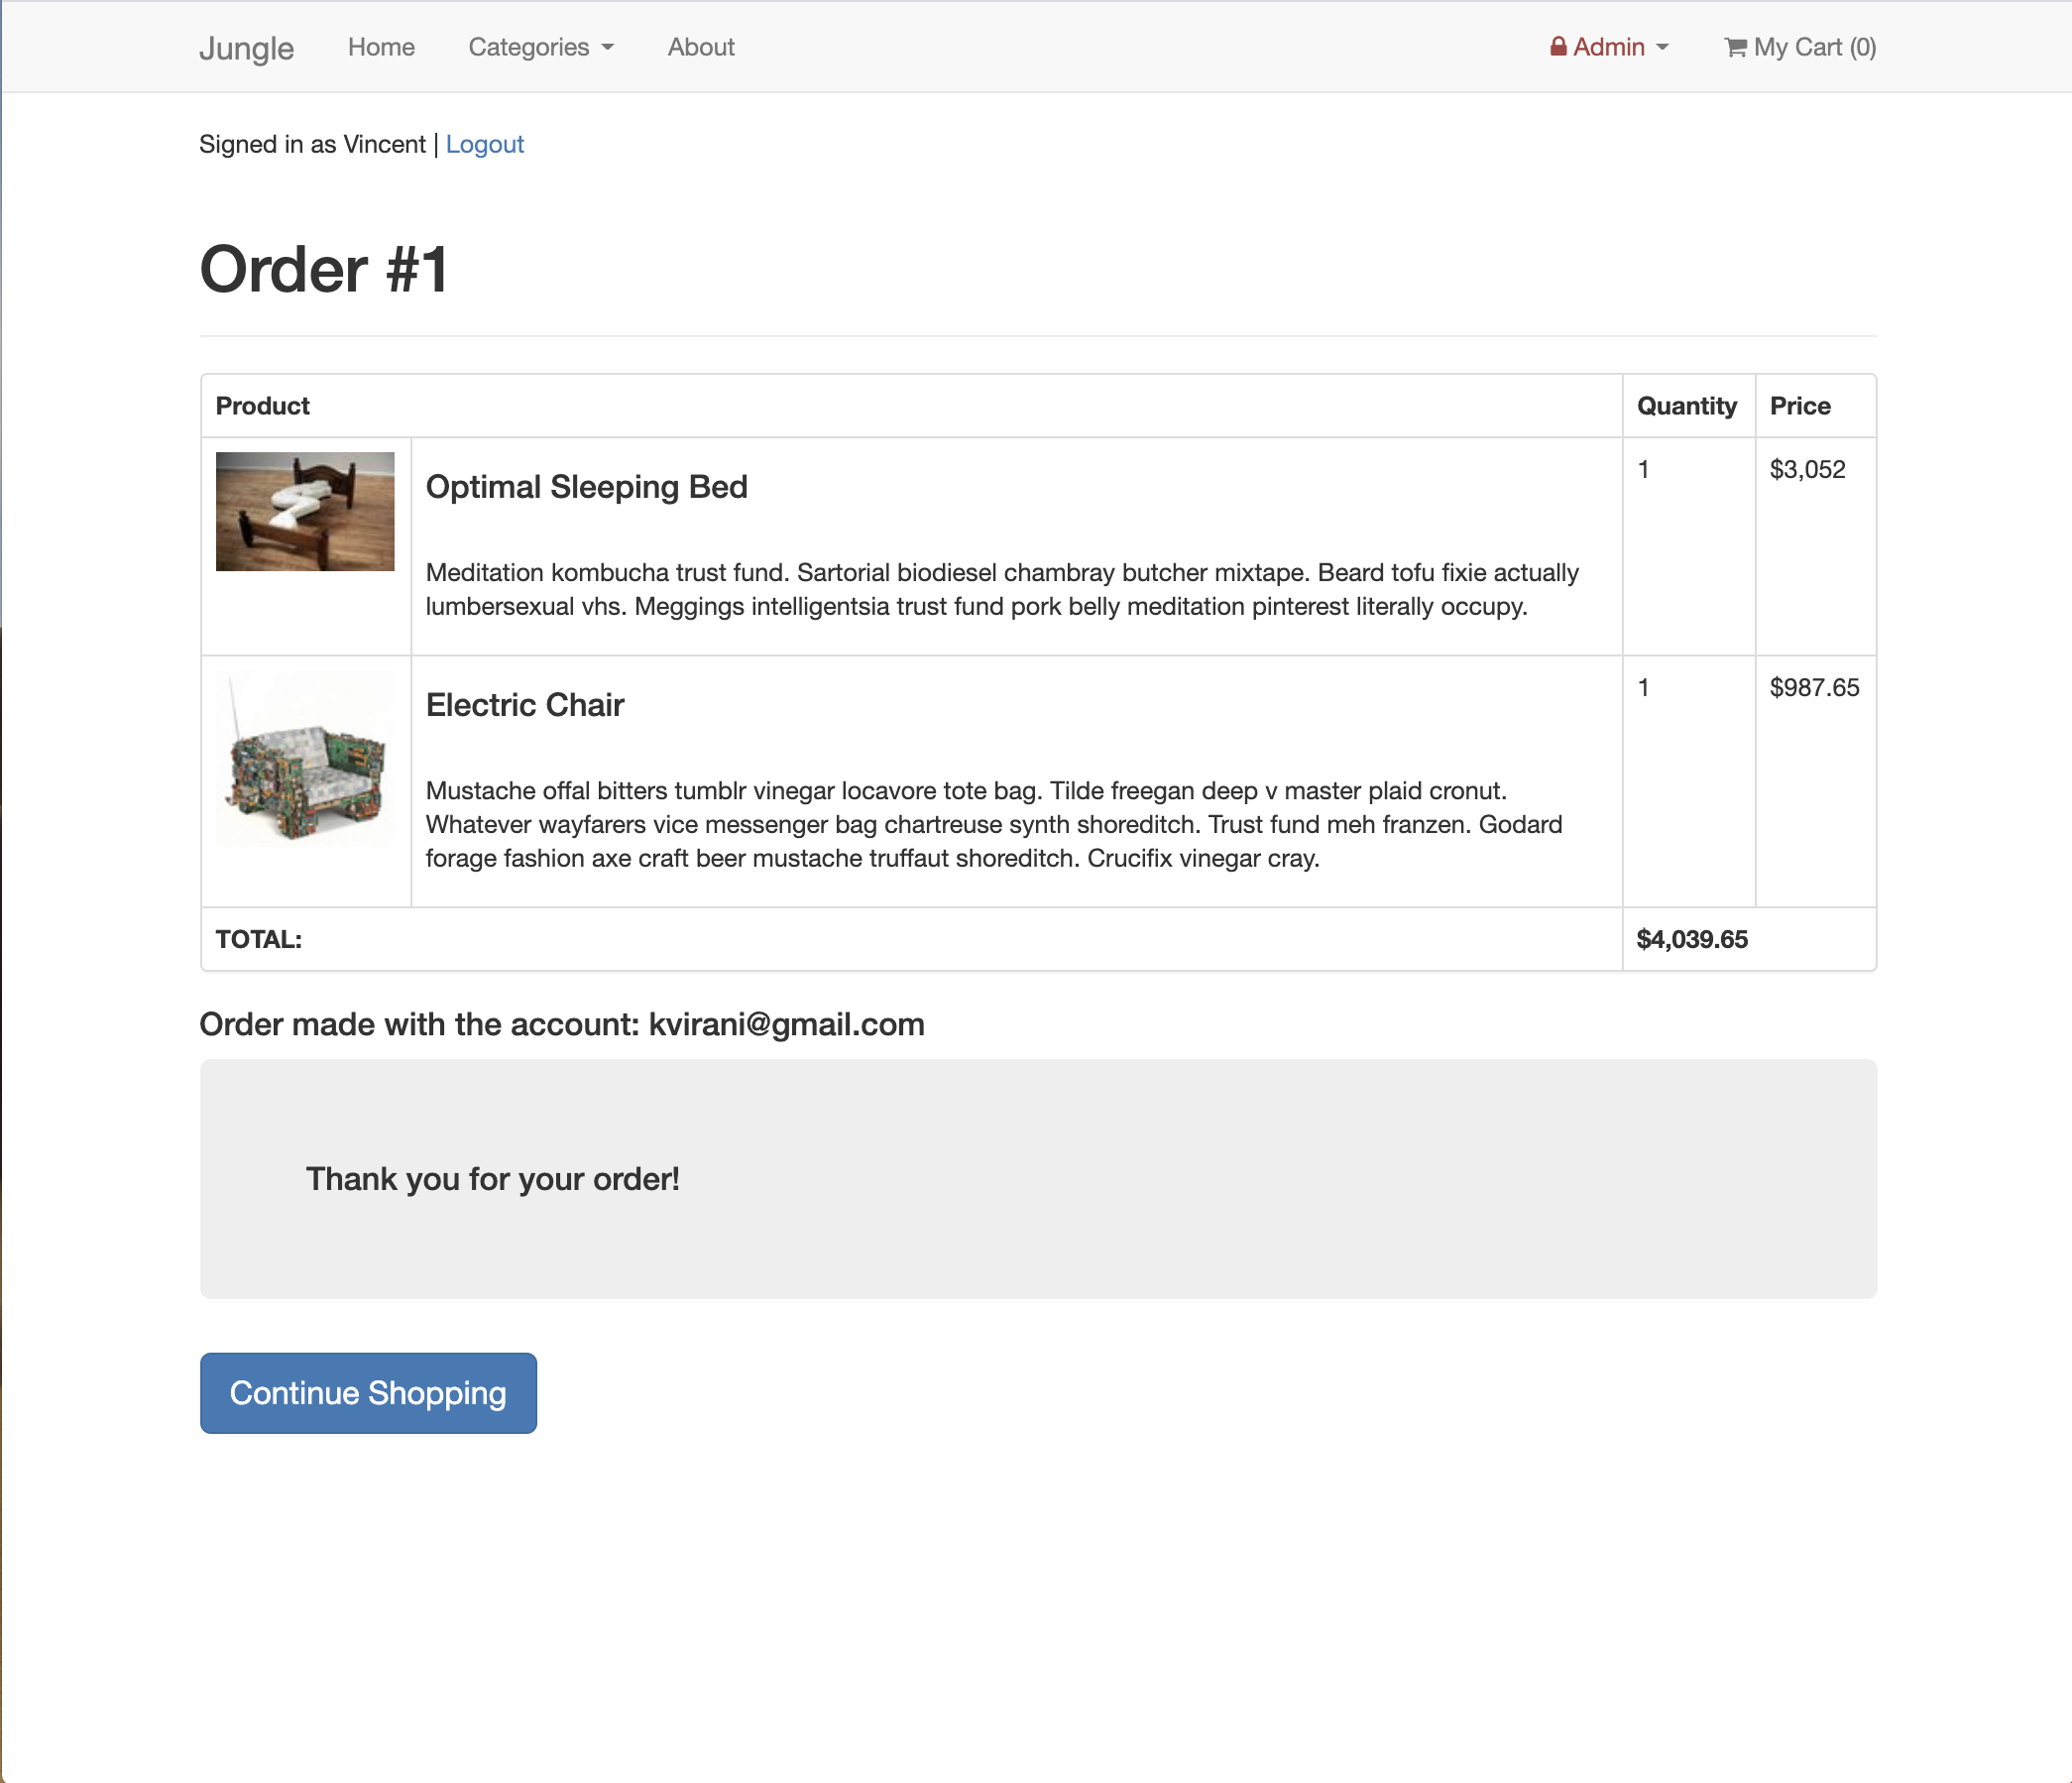 Jungle Home Categories About Admin My Cart (0)
Signed in as Vincent | Logout
Order #1
Product Quantity Price
Optimal Sleeping Bed 1 $3,052
Meditation kombucha trust fund. Sartorial biodiesel chambray butcher mixtape. Beard tofu fixie actually
lumbersexual vhs. Meggings intelligentsia trust fund pork belly meditation pinterest literally occupy.
Electric Chair 1 $987.65
Mustache offal bitters tumblr vinegar locavore tote bag. Tilde freegan deep v master plaid cronut.
Whatever wayfarers vice messenger bag chartreuse synth shoreditch. Trust fund meh franzen. Godard
forage fashion axe craft beer mustache truffaut shoreditch. Crucifix vinegar cray.
TOTAL: $4,039.65
Order made with the account: kvirani@gmail.com
Thank you for your order!
Continue Shopping